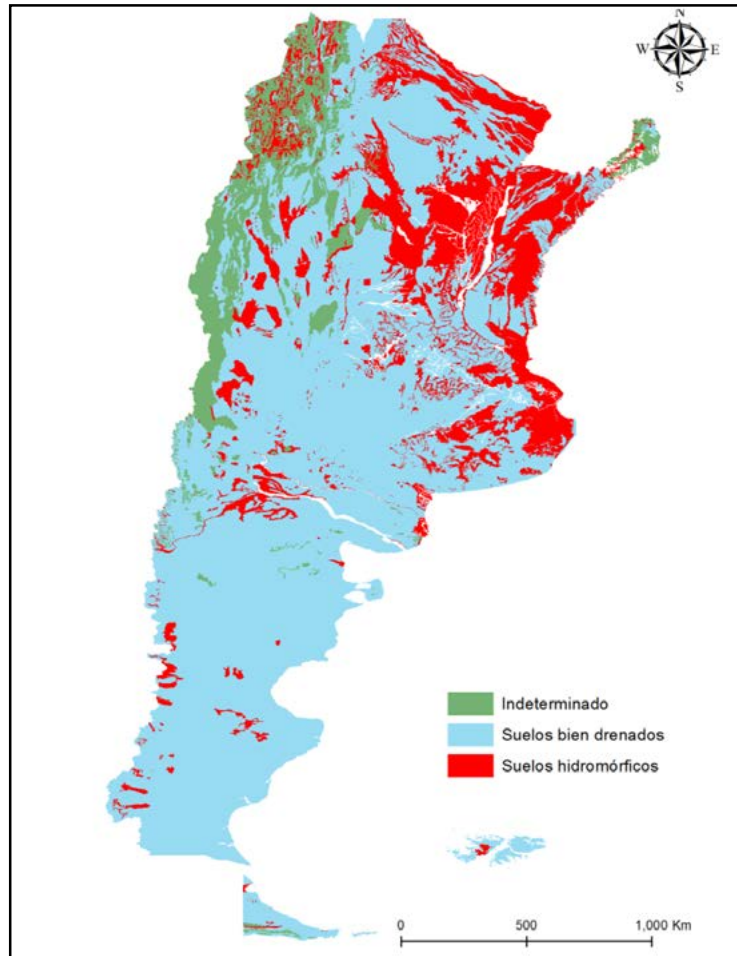 N
W E
S
Indeterminado
Suelos bien drenados
Suelos hidromórficos
0 500 1,000 Km